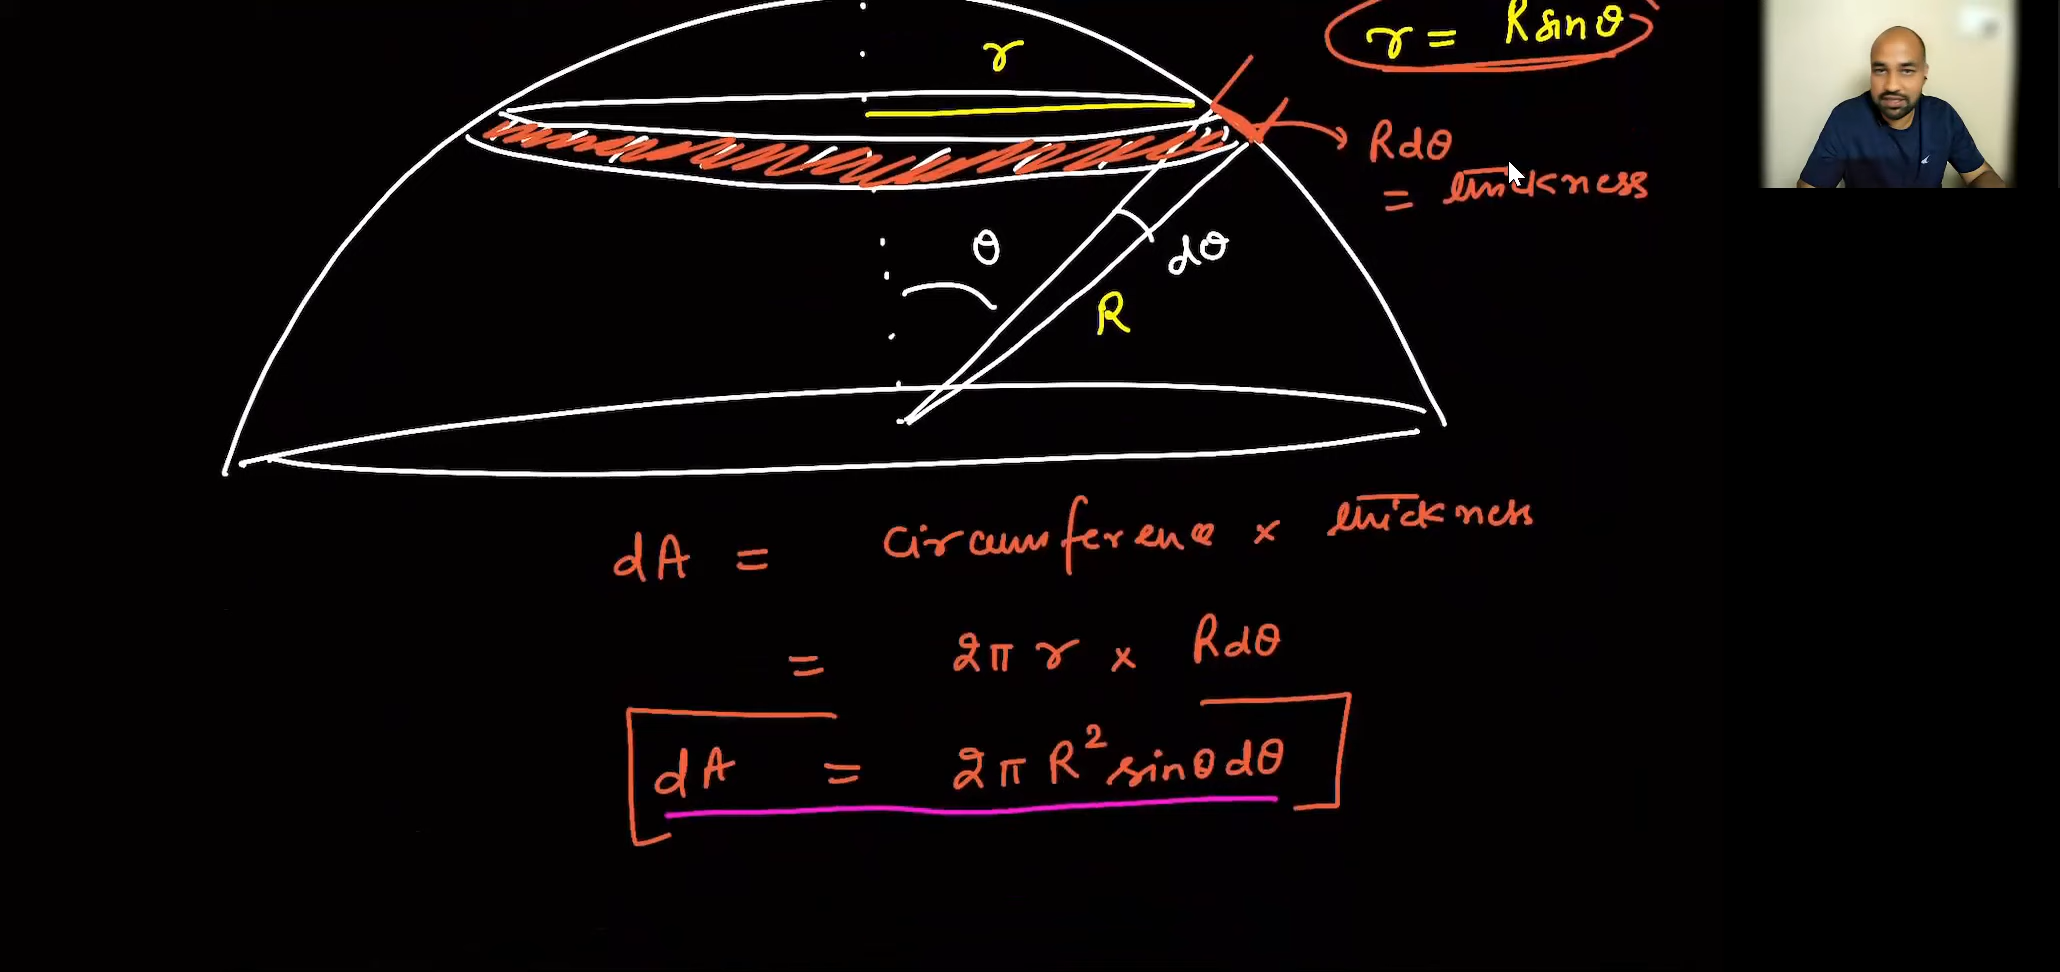 r = R sin θ
r
R dθ
= thickness
θ
dθ
R
dA = circumference × thickness
= 2π r × R dθ
dA = 2π R² sin θ dθ